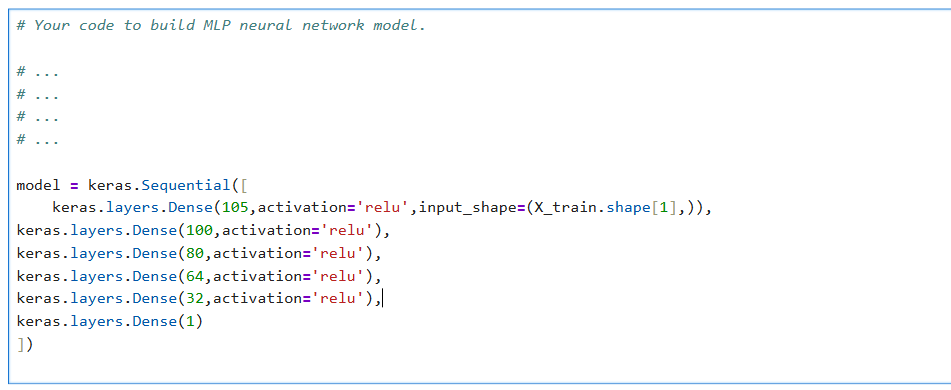 # Your code to build MLP neural network model.
# ...
# ...
# ...
# ...
model = keras.Sequential([
    keras.layers.Dense(105,activation='relu',input_shape=(X_train.shape[1],)),
keras.layers.Dense(100,activation='relu'),
keras.layers.Dense(80,activation='relu'),
keras.layers.Dense(64,activation='relu'),
keras.layers.Dense(32,activation='relu'),
keras.layers.Dense(1)
])